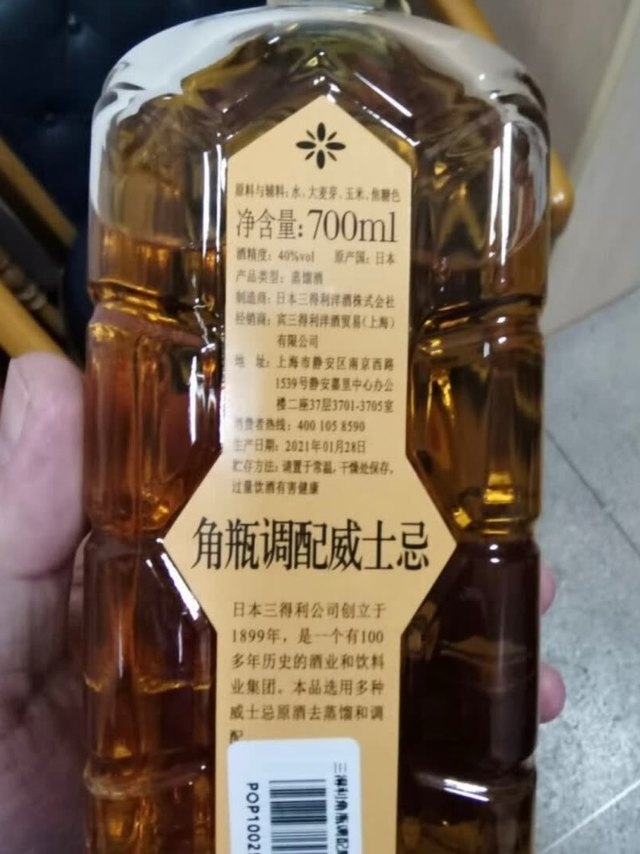 原料与辅料：水、大麦芽、玉米、焦糖色
净含量：700ml
酒精度：40%vol 原产国：日本
产品类型：蒸馏酒
制造商：日本三得利洋酒株式会社
经销商：宾三得利洋酒贸易（上海）
有限公司
地 址：上海市静安区南京西路
1539号静安嘉里中心办公
楼二座37层3701-3705室
消费者热线：400 105 8590
生产日期：2021年01月28日
贮存方法：请置于常温，干燥处保存。
过量饮酒有害健康
角瓶调配威士忌
日本三得利公司创立于
1899年，是一个有100
多年历史的酒业和饮料
业集团。本品选用多种
威士忌原酒去蒸馏和调
配
三得利角瓶调配
POP1002